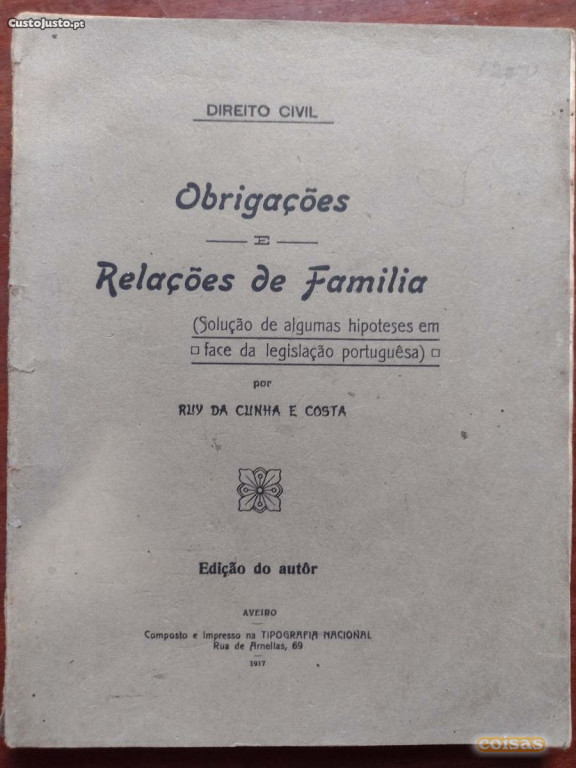 CustoJusto.pt
DIREITO CIVIL
Obrigações
E
Relações de Familia
(Solução de algumas hipoteses em
face da legislação portuguêsa)
por
RUY DA CUNHA E COSTA
Edição do autôr
AVEIRO
Composto e Impresso na TIPOGRAFIA NACIONAL
Rua de Arnellas, 69
1917
coisas